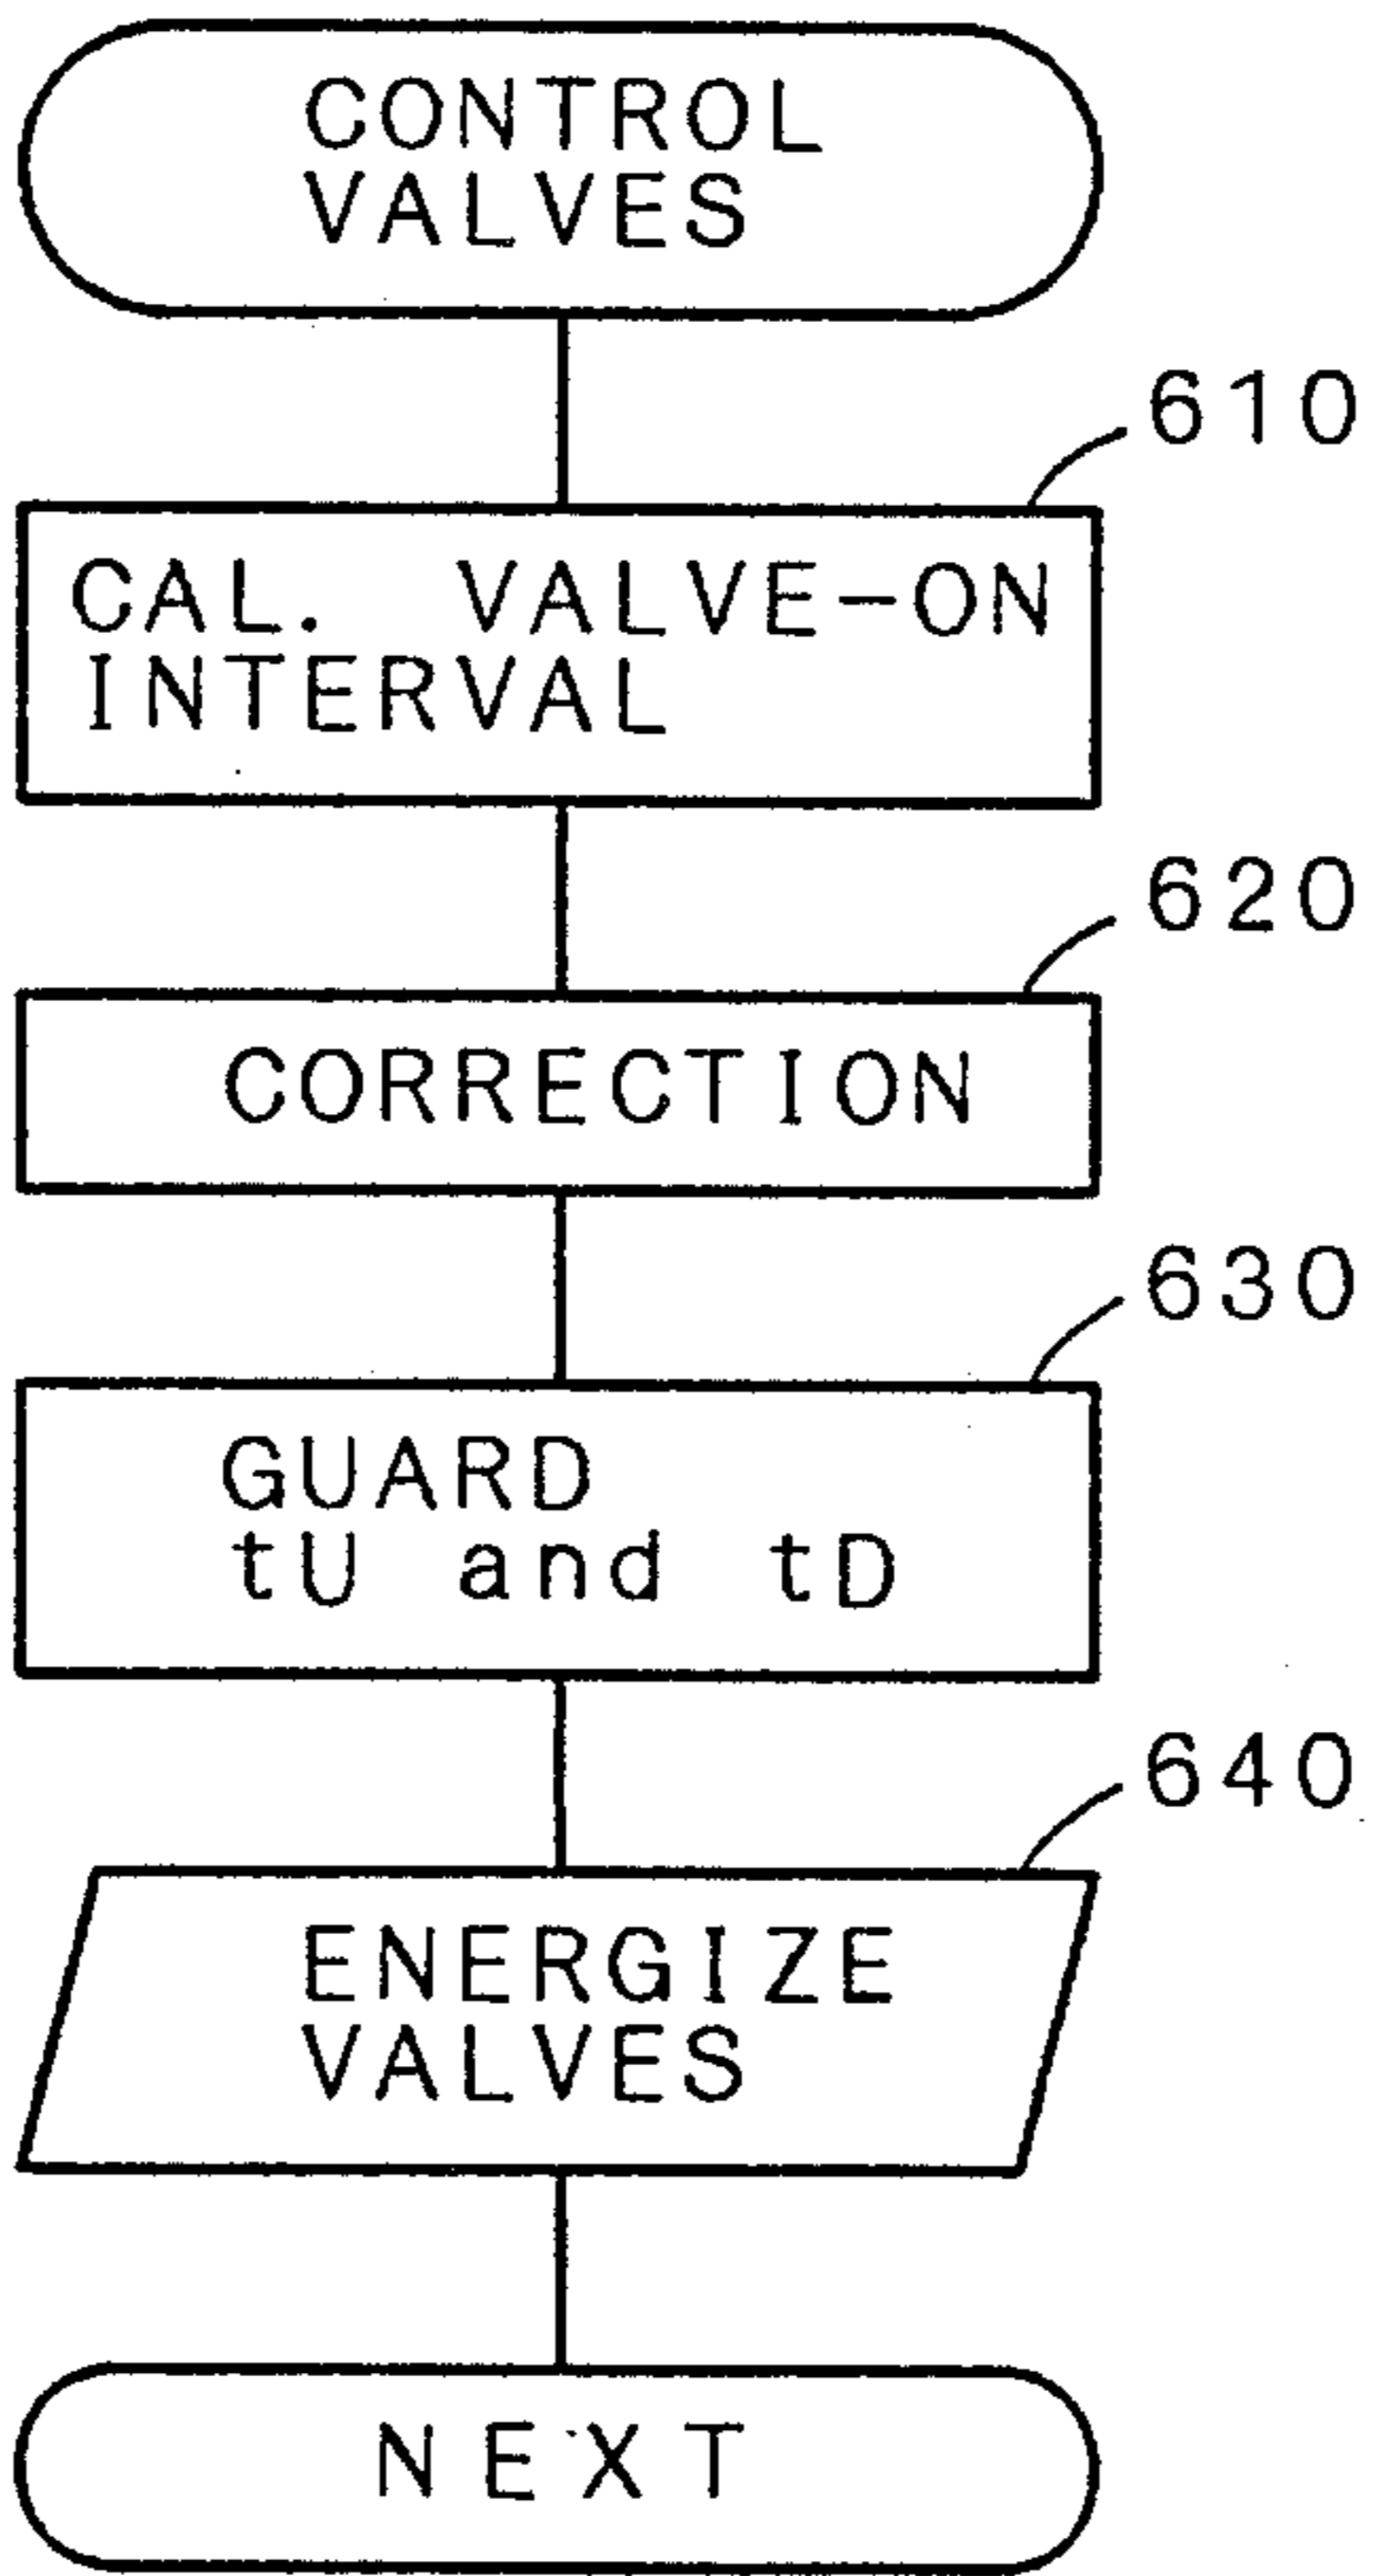 CONTROL
VALVES
610
CAL. VALVE-ON
INTERVAL
620
CORRECTION
630
GUARD
tU and tD
640
ENERGIZE
VALVES
NEXT